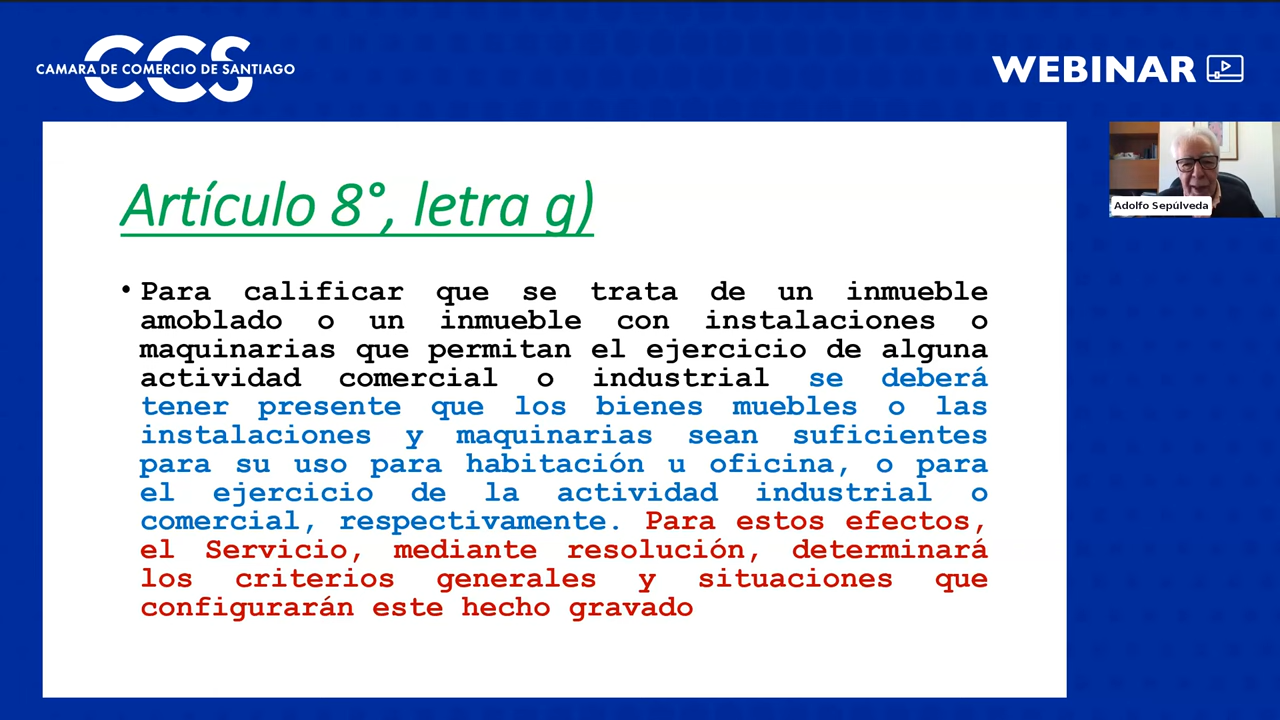 CCS
CAMARA DE COMERCIO DE SANTIAGO
WEBINAR
Adolfo Sepúlveda
Artículo 8°, letra g)
• Para calificar que se trata de un inmueble
amoblado o un inmueble con instalaciones o
maquinarias que permitan el ejercicio de alguna
actividad comercial o industrial se deberá
tener presente que los bienes muebles o las
instalaciones y maquinarias sean suficientes
para su uso para habitación u oficina, o para
el ejercicio de la actividad industrial o
comercial, respectivamente. Para estos efectos,
el Servicio, mediante resolución, determinará
los criterios generales y situaciones que
configurarán este hecho gravado